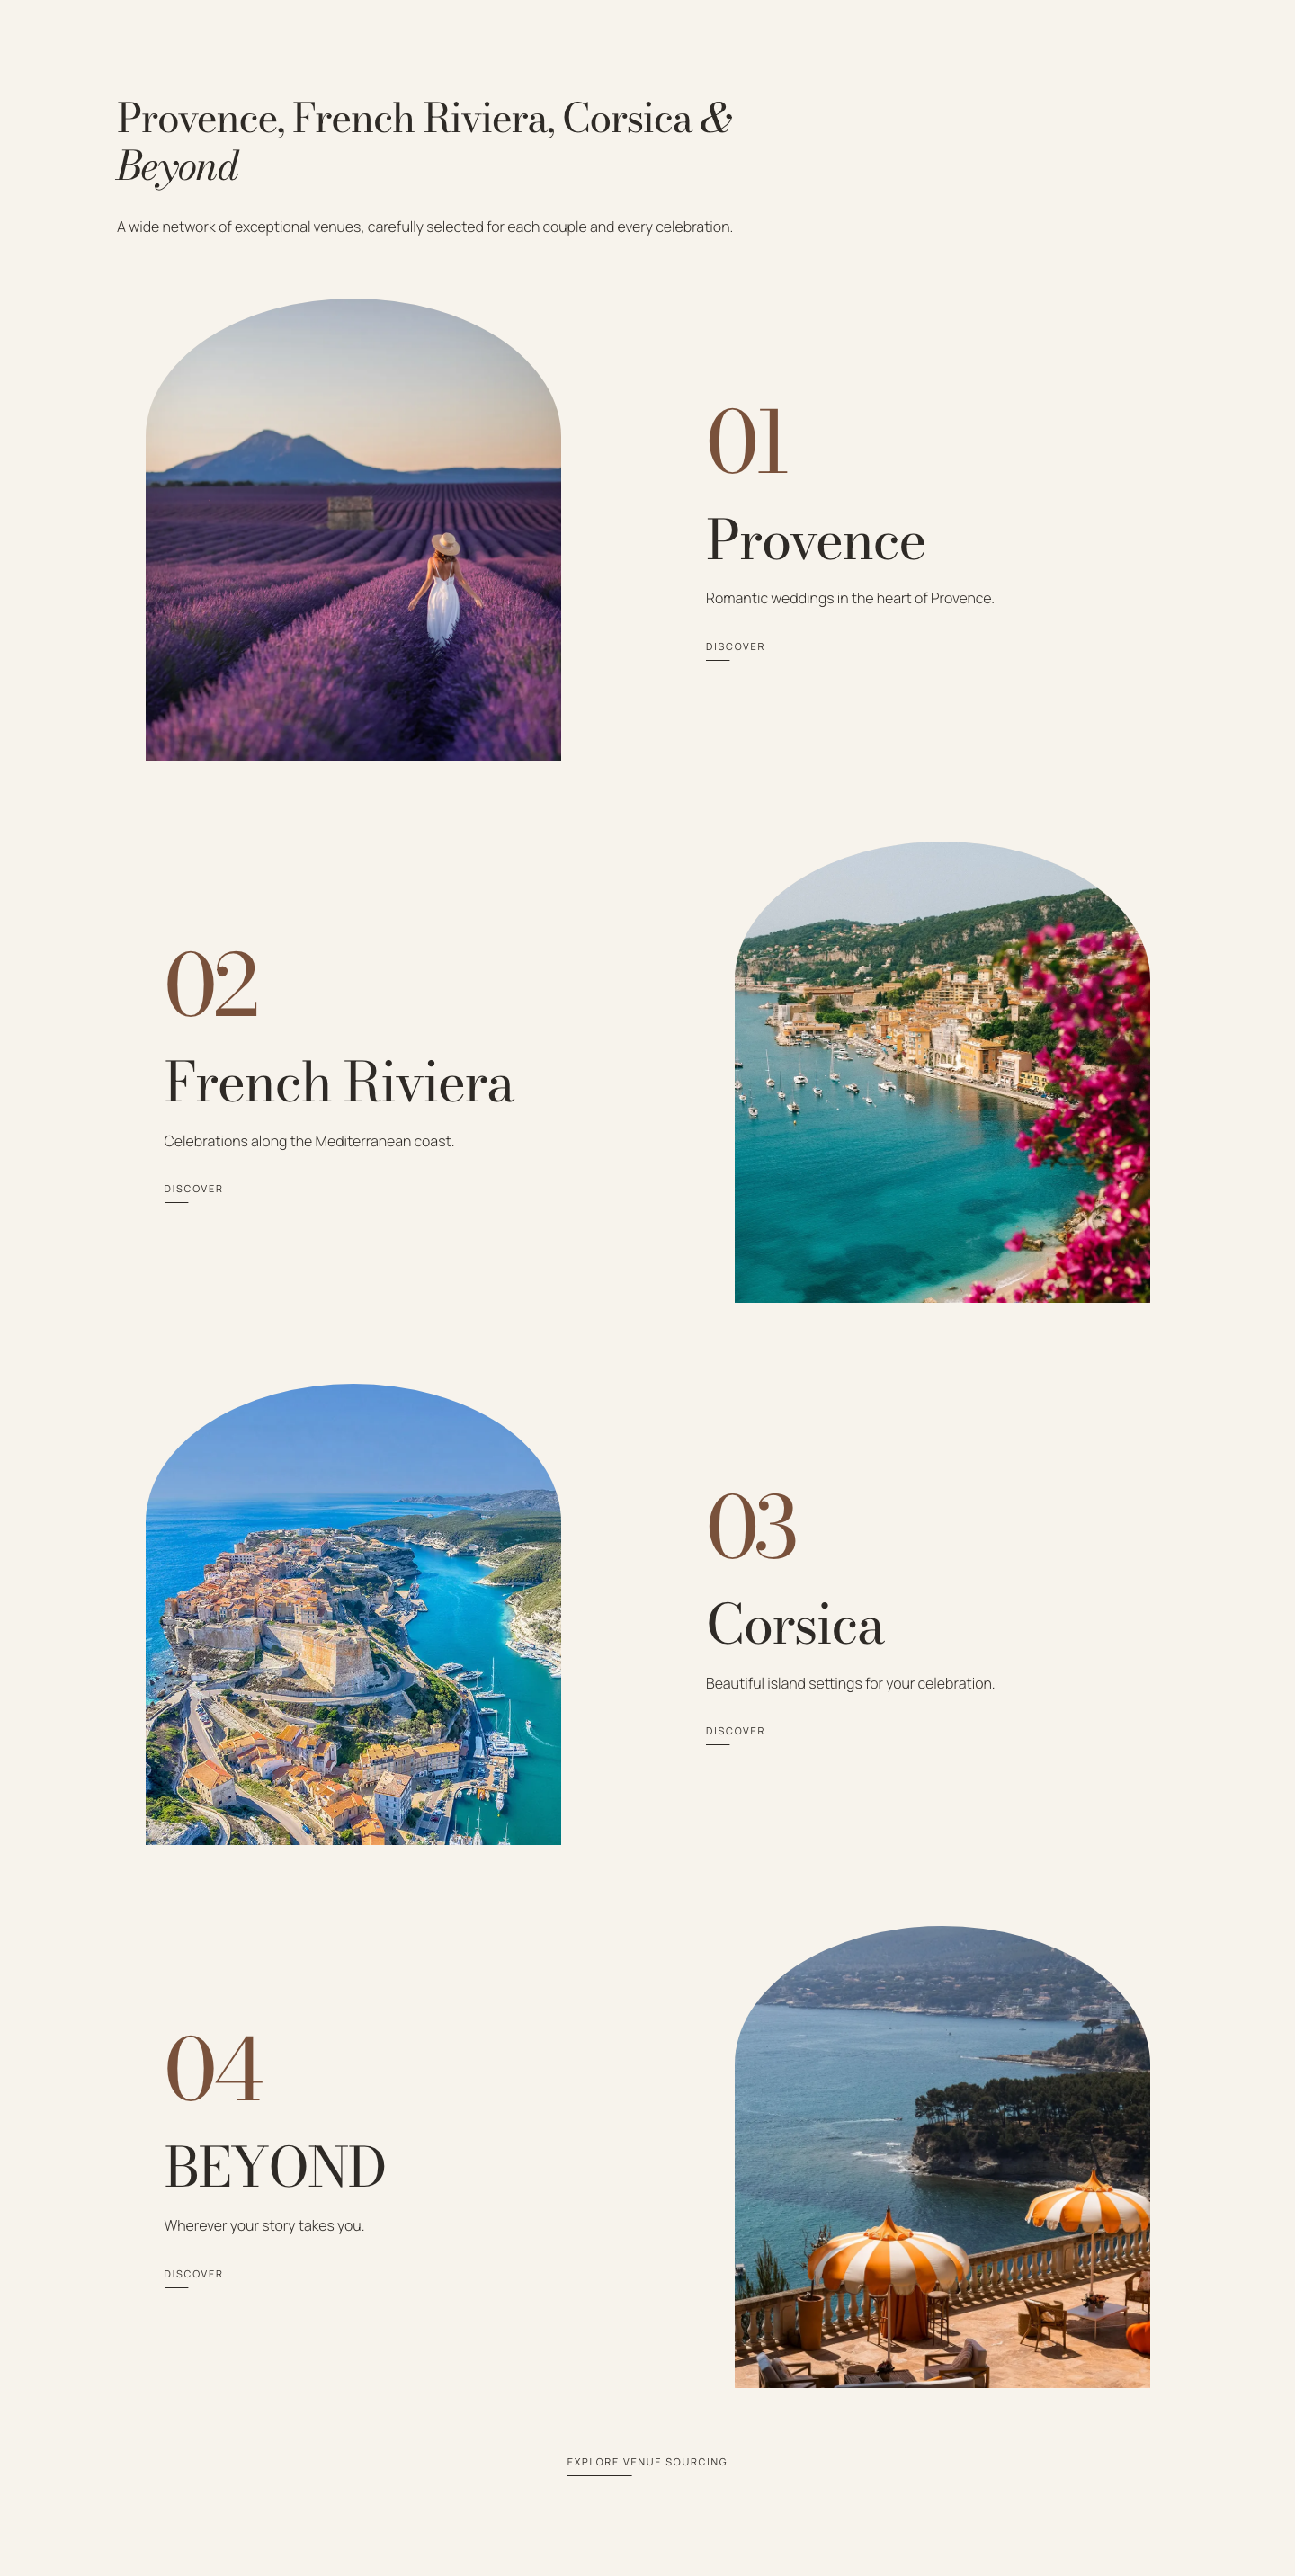 Provence, French Riviera, Corsica &
Beyond
A wide network of exceptional venues, carefully selected for each couple and every celebration.
01
Provence
Romantic weddings in the heart of Provence.
DISCOVER
02
French Riviera
Celebrations along the Mediterranean coast.
DISCOVER
03
Corsica
Beautiful island settings for your celebration.
DISCOVER
04
BEYOND
Wherever your story takes you.
DISCOVER
EXPLORE VENUE SOURCING